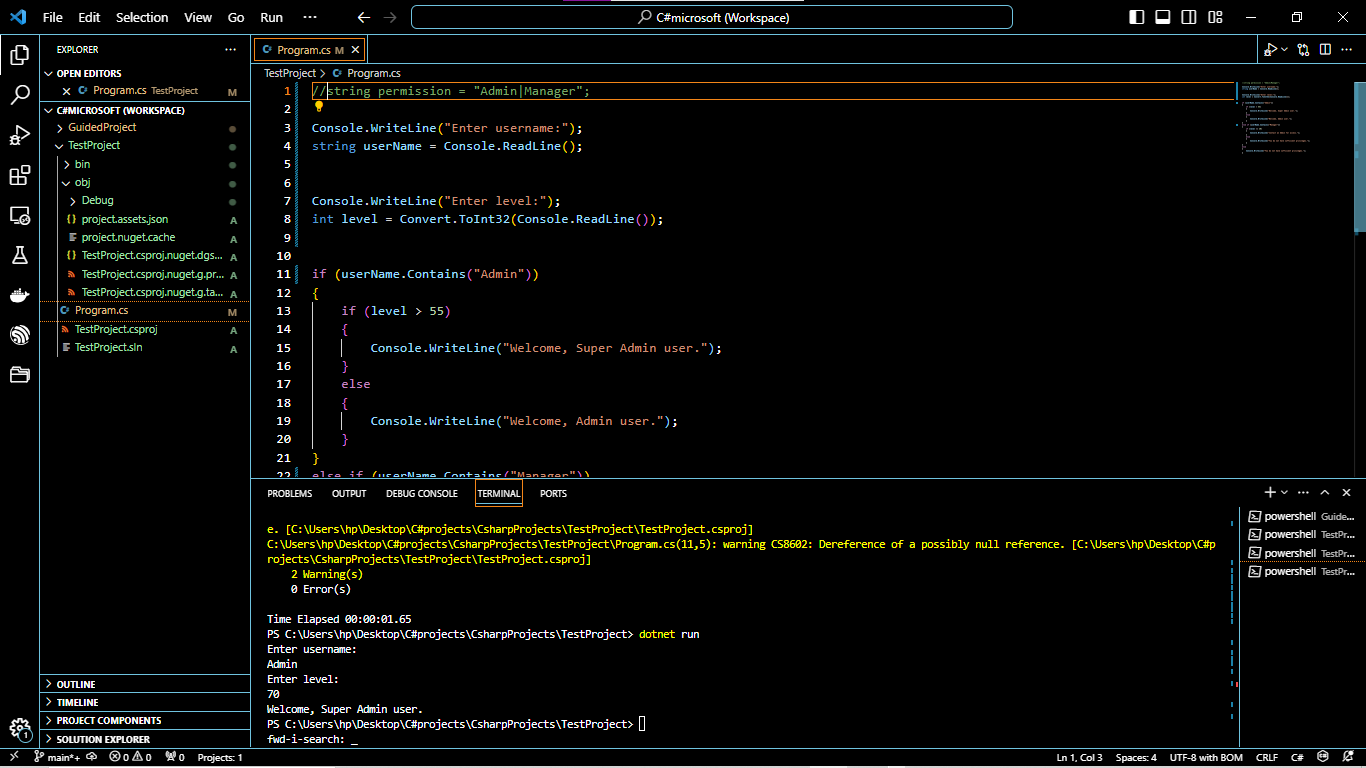 File Edit Selection View Go Run ··· C#microsoft (Workspace)
EXPLORER
OPEN EDITORS
Program.cs TestProject M
C#MICROSOFT (WORKSPACE)
GuidedProject
TestProject
bin
obj
Debug
project.assets.json A
project.nuget.cache A
TestProject.csproj.nuget.dgs... A
TestProject.csproj.nuget.g.pr... A
TestProject.csproj.nuget.g.ta... A
Program.cs M
TestProject.csproj A
TestProject.sln A
OUTLINE
TIMELINE
PROJECT COMPONENTS
SOLUTION EXPLORER
Program.cs M
TestProject > Program.cs
1 //string permission = "Admin|Manager";
2
3 Console.WriteLine("Enter username:");
4 string userName = Console.ReadLine();
5
6
7 Console.WriteLine("Enter level:");
8 int level = Convert.ToInt32(Console.ReadLine());
9
10
11 if (userName.Contains("Admin"))
12 {
13 if (level > 55)
14 {
15 Console.WriteLine("Welcome, Super Admin user.");
16 }
17 else
18 {
19 Console.WriteLine("Welcome, Admin user.");
20 }
21 }
22 else if (userName.Contains("Manager"))
PROBLEMS OUTPUT DEBUG CONSOLE TERMINAL PORTS
e. [C:\Users\hp\Desktop\C#projects\CsharpProjects\TestProject\TestProject.csproj]
C:\Users\hp\Desktop\C#projects\CsharpProjects\TestProject\Program.cs(11,5): warning CS8602: Dereference of a possibly null reference. [C:\Users\hp\Desktop\C#p
rojects\CsharpProjects\TestProject\TestProject.csproj]
2 Warning(s)
0 Error(s)
Time Elapsed 00:00:01.65
PS C:\Users\hp\Desktop\C#projects\CsharpProjects\TestProject> dotnet run
Enter username:
Admin
Enter level:
70
Welcome, Super Admin user.
PS C:\Users\hp\Desktop\C#projects\CsharpProjects\TestProject>
fwd-i-search: _
powershell Guide...
powershell TestPr...
powershell TestPr...
powershell TestPr...
1
main*+ 0 0 0 Projects: 1 Ln 1, Col 3 Spaces: 4 UTF-8 with BOM CRLF C#